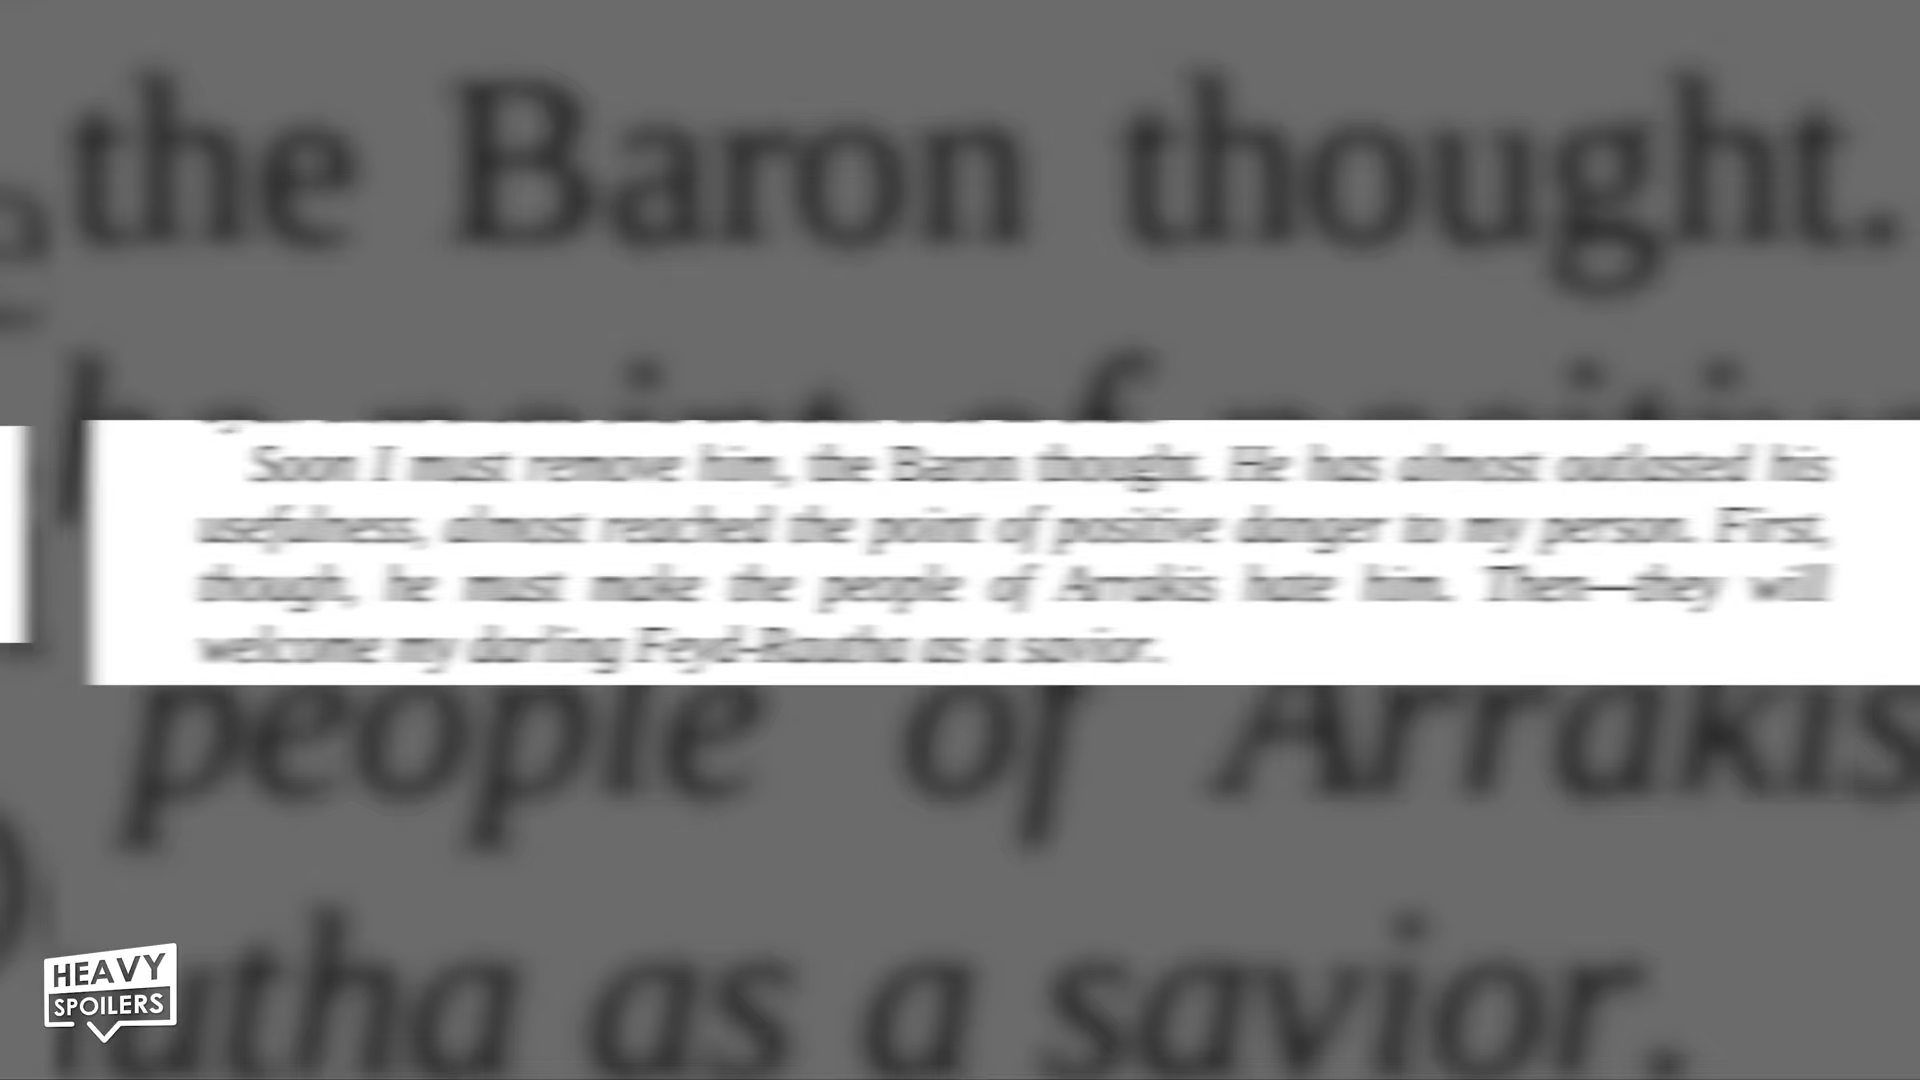 the Baron thought.
Soon I must remove him, the Baron thought. He has almost outlasted his
usefulness, almost reached the point of positive danger to my person. First,
though, he must make the people of Arrakis hate him. Then—they will
welcome my darling Feyd-Rautha as a savior.
people of Arrakis
utha as a savior.
HEAVY
SPOILERS